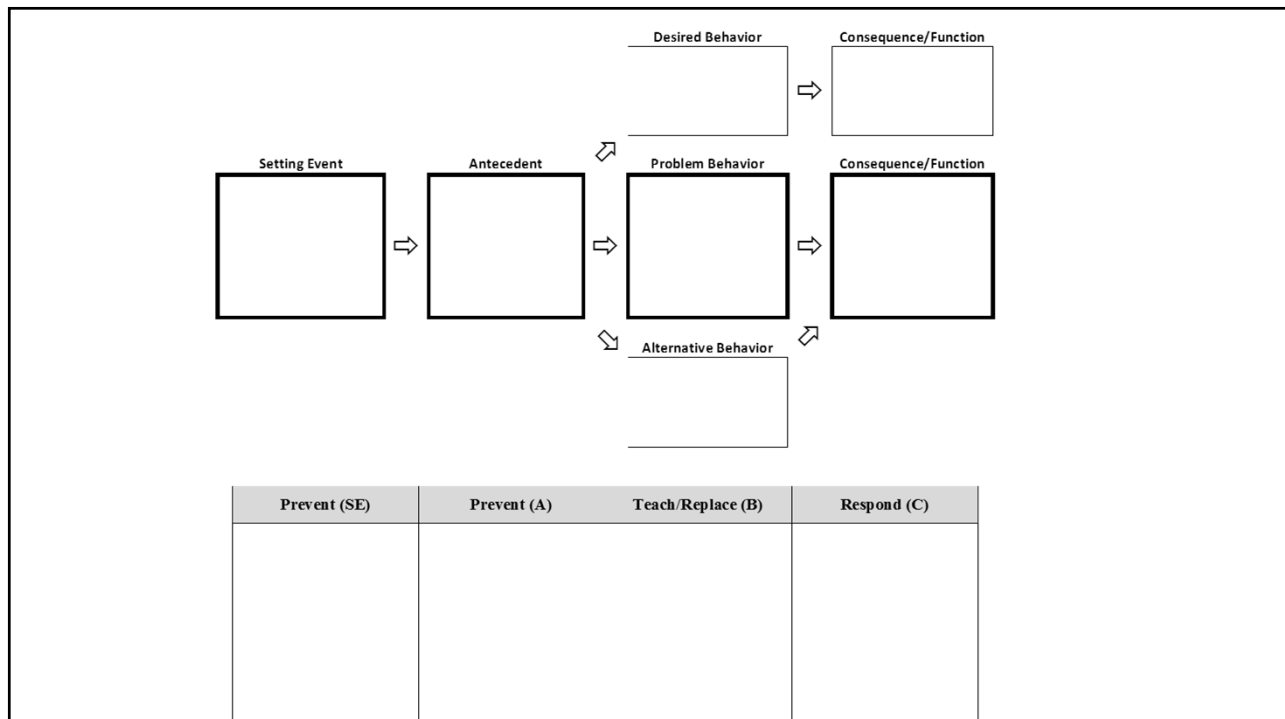 Desired Behavior Consequence/Function
Setting Event Antecedent Problem Behavior Consequence/Function
Alternative Behavior
Prevent (SE) Prevent (A) Teach/Replace (B) Respond (C)